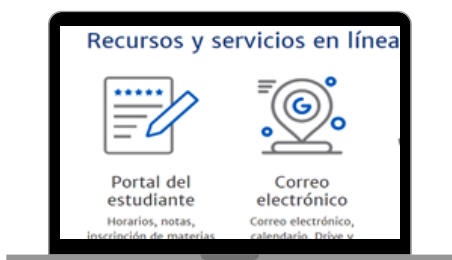 Recursos y servicios en línea
Portal del
estudiante
Horarios, notas,
inscripción de materias
Correo
electrónico
Correo electrónico,
calendario, Drive y